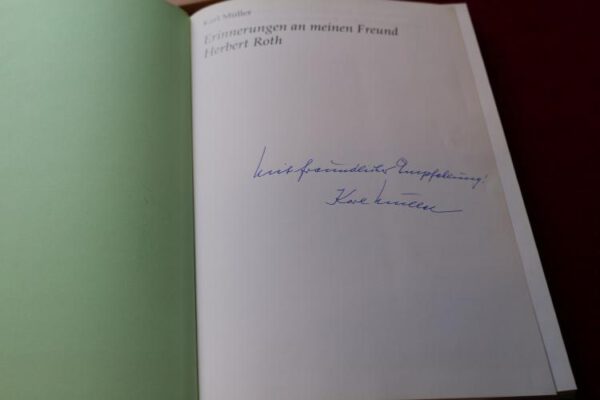 Karl Müller
Erinnerungen an meinen Freund
Herbert Roth
Mit freundlicher Empfehlung!
Karl Müller